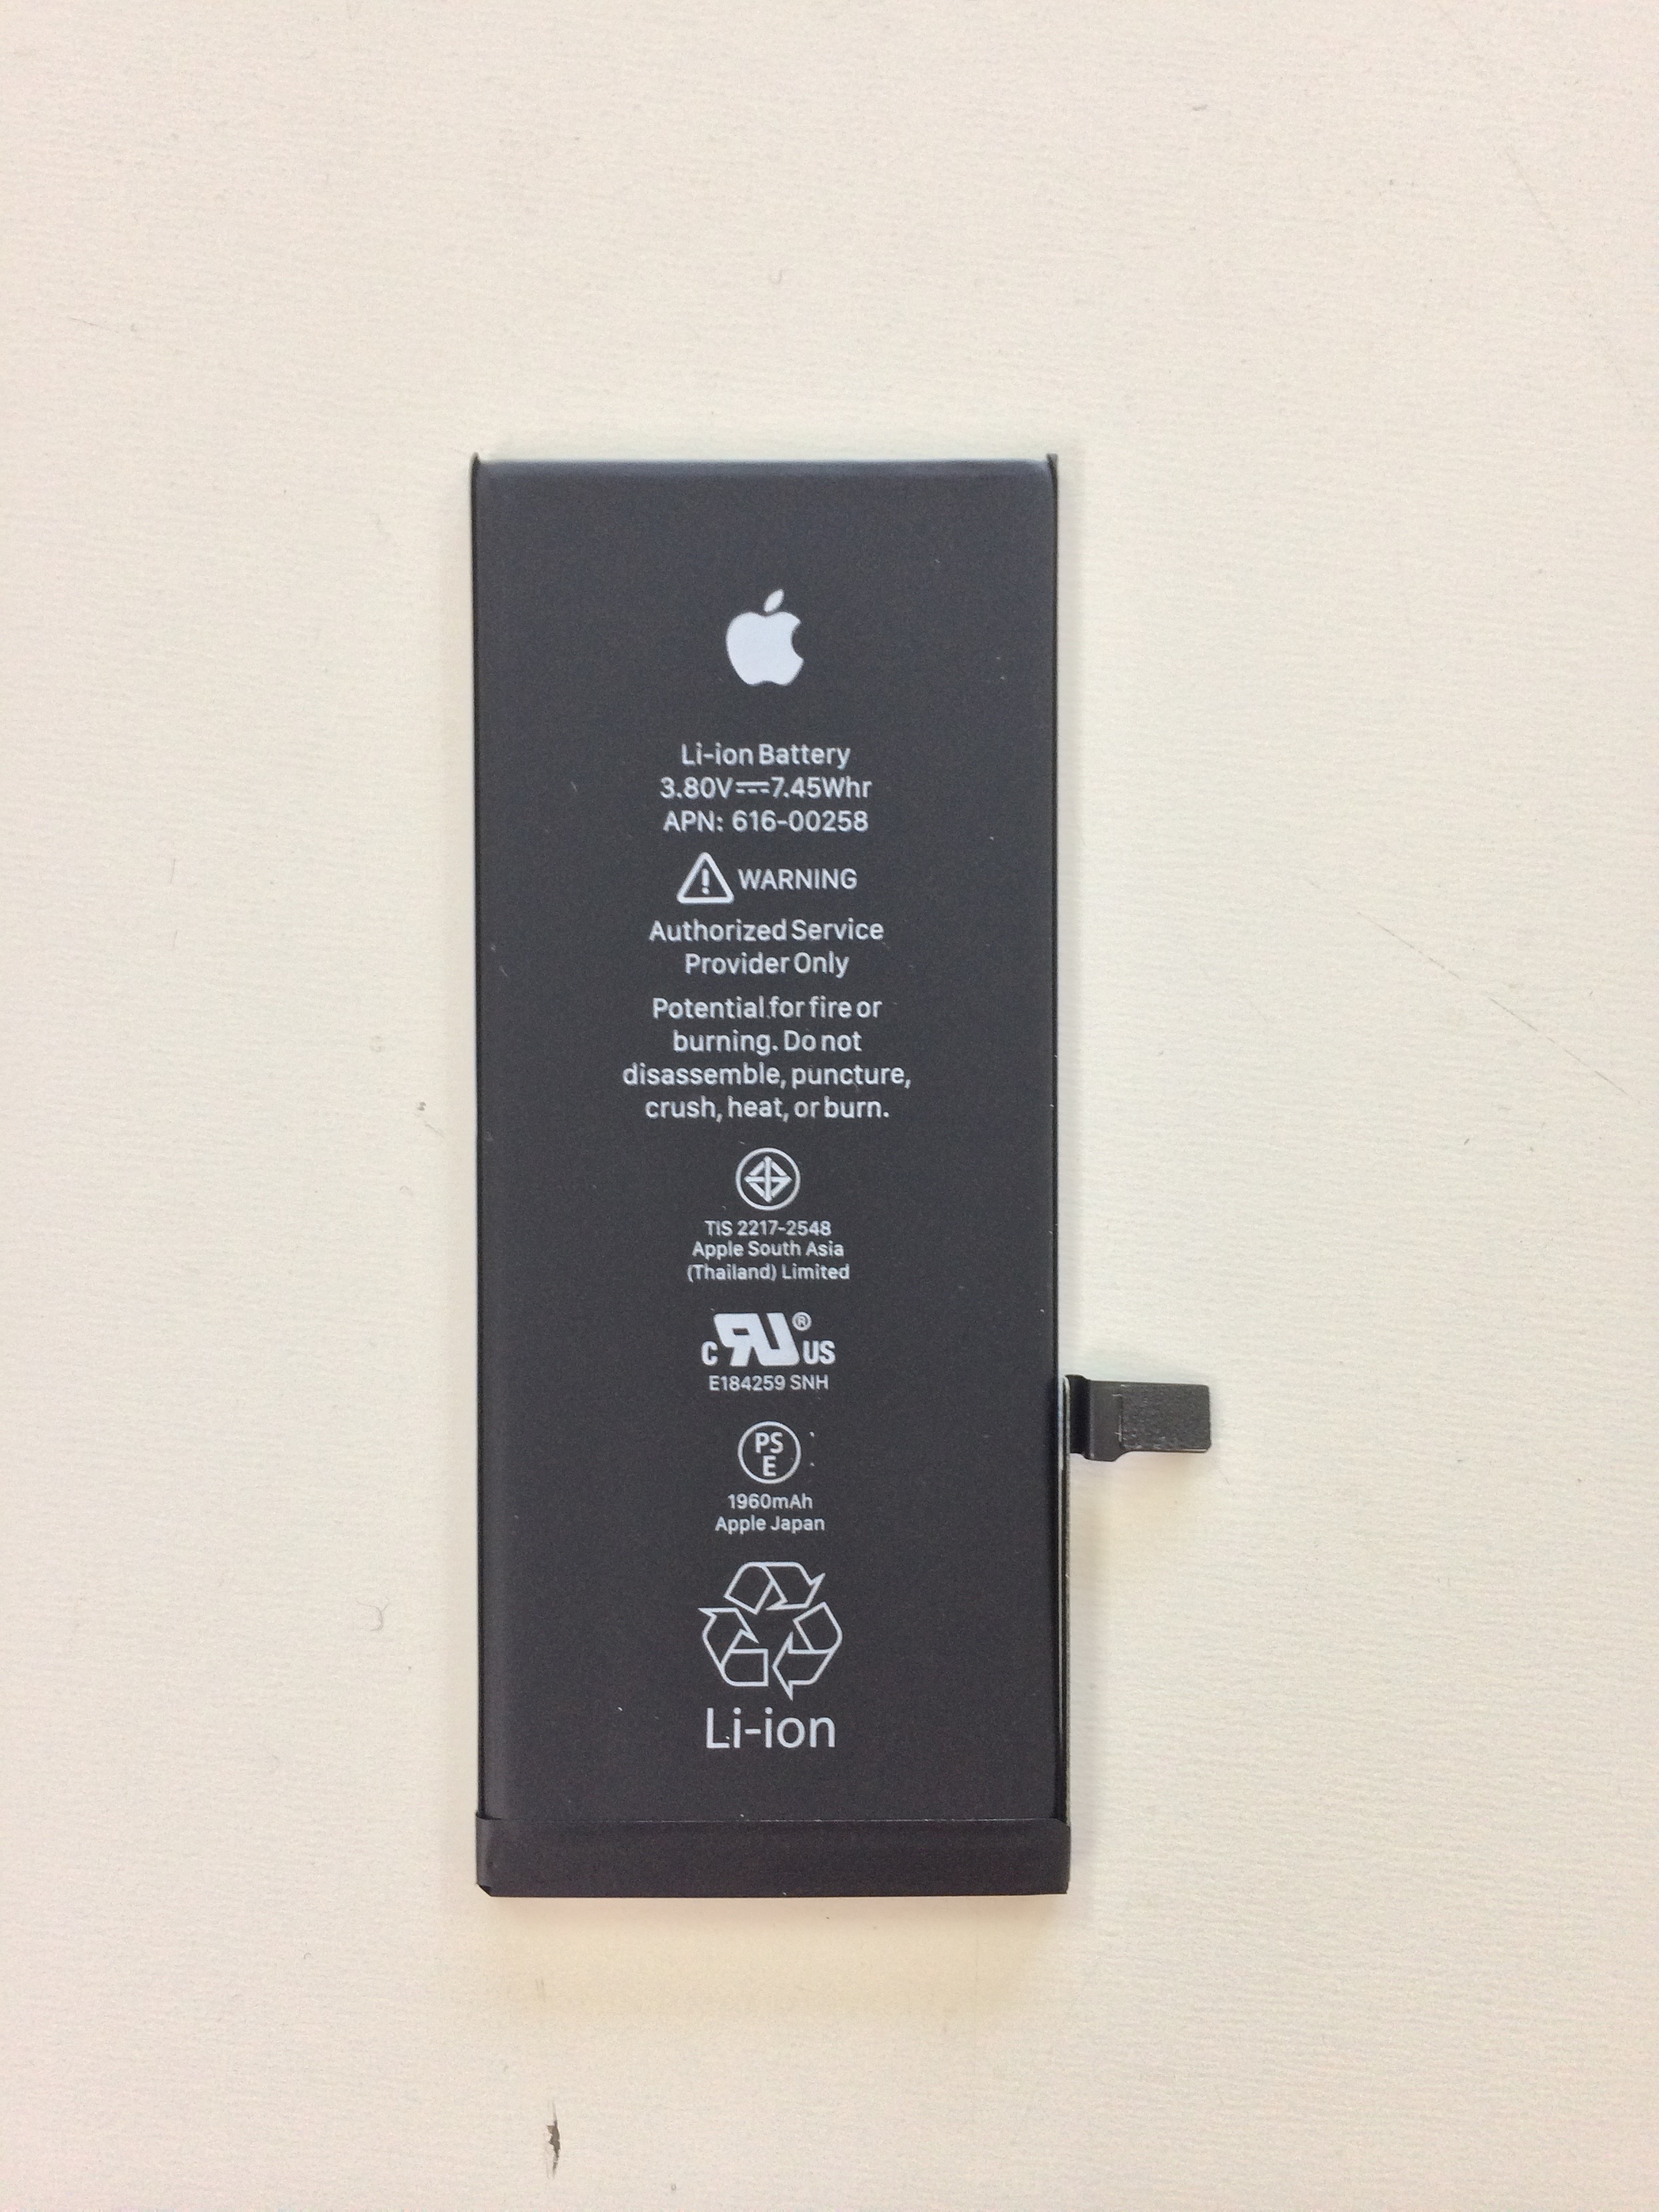 Li-ion Battery
3.80V⎓7.45Whr
APN: 616-00258
WARNING
Authorized Service
Provider Only
Potential for fire or
burning. Do not
disassemble, puncture,
crush, heat, or burn.
TIS 2217-2548
Apple South Asia
(Thailand) Limited
c RU ® US
E184259 SNH
PS
E
1960mAh
Apple Japan
Li-ion